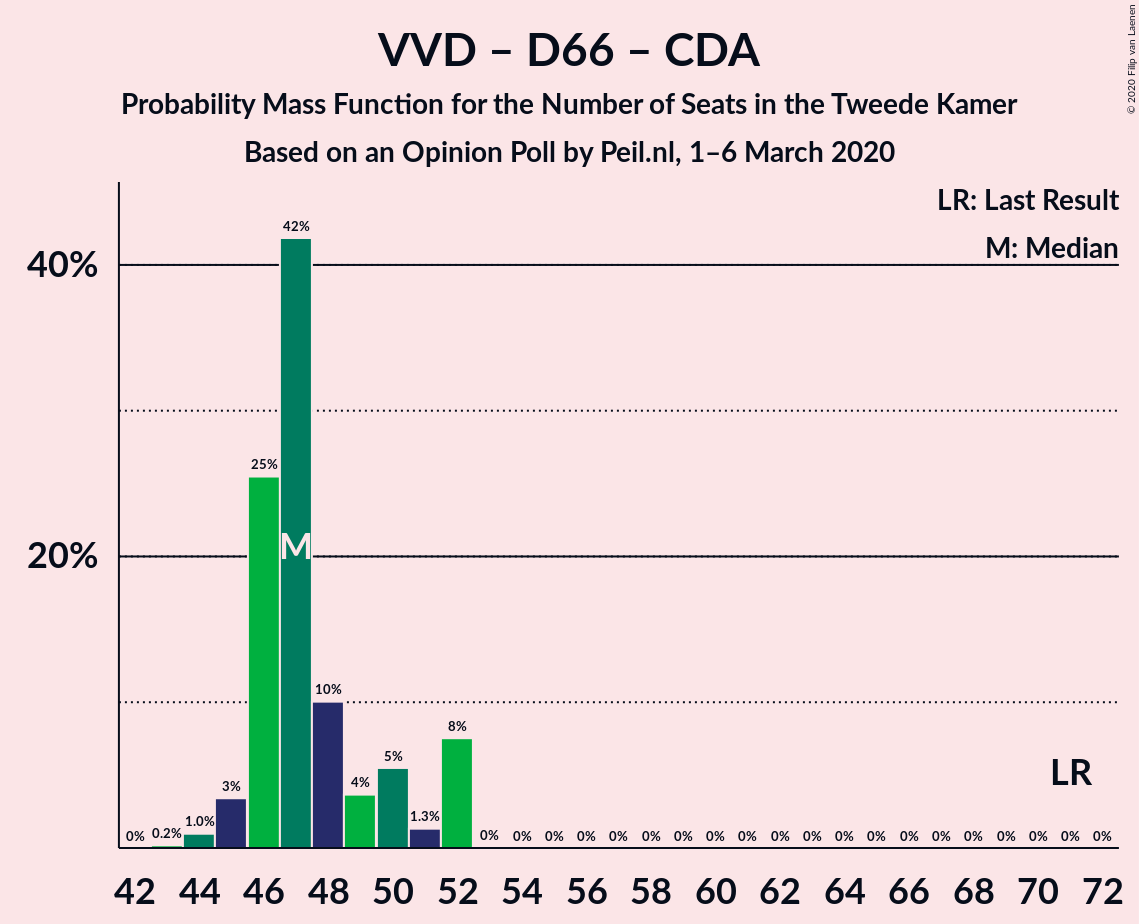 VVD – D66 – CDA
Probability Mass Function for the Number of Seats in the Tweede Kamer
Based on an Opinion Poll by Peil.nl, 1–6 March 2020
© 2020 Filip van Laenen
LR: Last Result
M: Median
40%
20%
0% 0.2% 1.0% 3% 25% 42% 10% 4% 5% 1.3% 8% 0% 0% 0% 0% 0% 0% 0% 0% 0% 0% 0% 0% 0% 0% 0% 0% 0% 0% 0% 0%
M
LR
42 44 46 48 50 52 54 56 58 60 62 64 66 68 70 72